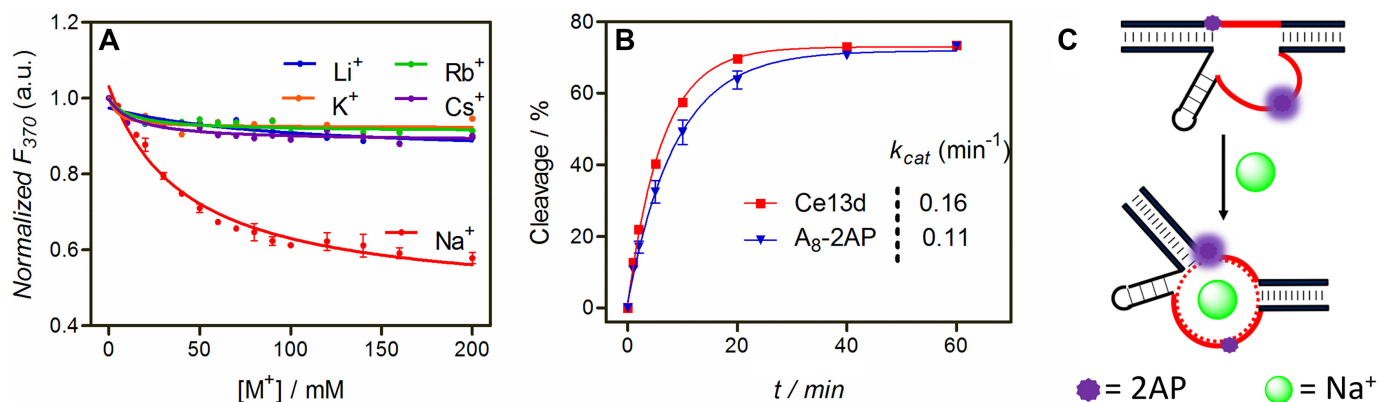 A
Normalized F370 (a.u.)
1.2
1.0
0.8
0.6
0.4
Li+
Rb+
K+
Cs+
Na+
0
50
100
150
200
[M+] / mM
B
Cleavage / %
80
60
40
20
0
kcat (min-1)
Ce13d 0.16
A8-2AP 0.11
0
20
40
60
t / min
C
= 2AP
= Na+